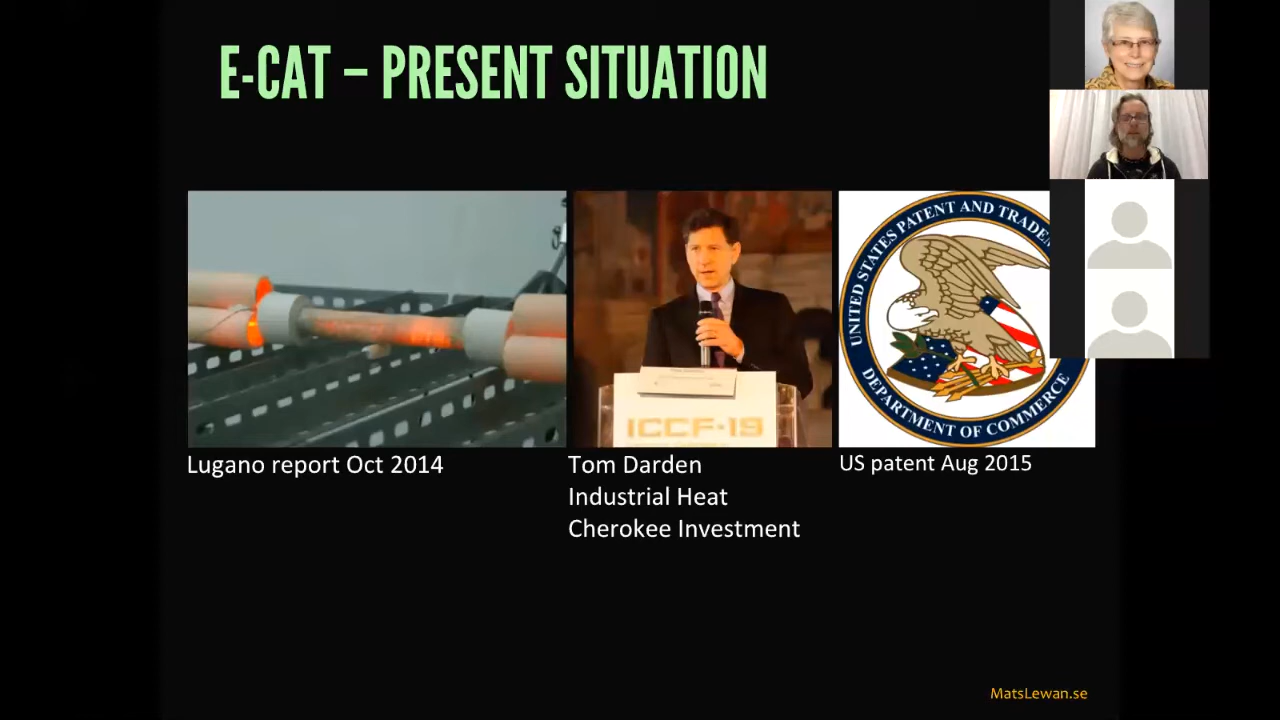 E-CAT – PRESENT SITUATION
UNITED STATES PATENT AND
DEPARTMENT OF COMMERCE
ICCF-19
Lugano report Oct 2014
Tom Darden
Industrial Heat
Cherokee Investment
US patent Aug 2015
MatsLewan.se